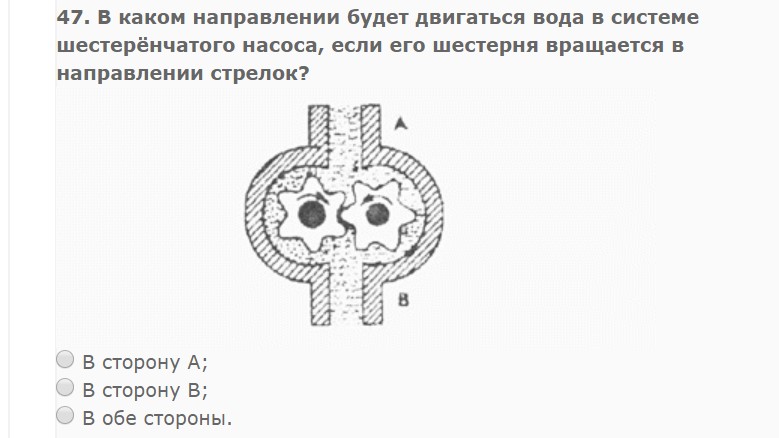 47. В каком направлении будет двигаться вода в системе
шестерёнчатого насоса, если его шестерня вращается в
направлении стрелок?
A
B
В сторону A;
В сторону B;
В обе стороны.